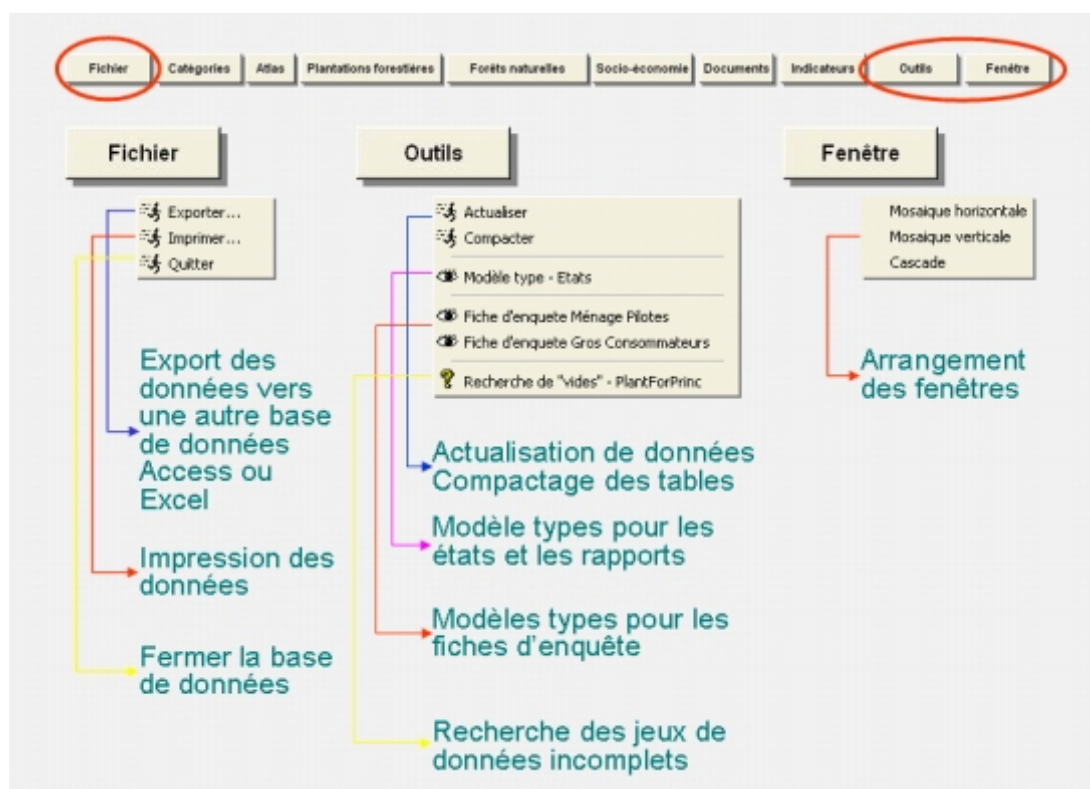 Fichier Catégories Atlas Plantations forestières Forêts naturelles Socio-économie Documents Indicateurs Outils Fenêtre
Fichier
Exporter...
Imprimer...
Quitter
Export des
données vers
une autre base
de données
Access ou
Excel
Impression des
données
Fermer la base
de données
Outils
Actualiser
Compacter
Modèle type - Etats
Fiche d'enquete Ménage Pilotes
Fiche d'enquete Gros Consommateurs
Recherche de "vides" - PlantForPrinc
Actualisation de données
Compactage des tables
Modèle types pour les
états et les rapports
Modèles types pour les
fiches d'enquête
Recherche des jeux de
données incomplets
Fenêtre
Mosaique horizontale
Mosaique verticale
Cascade
Arrangement
des fenêtres